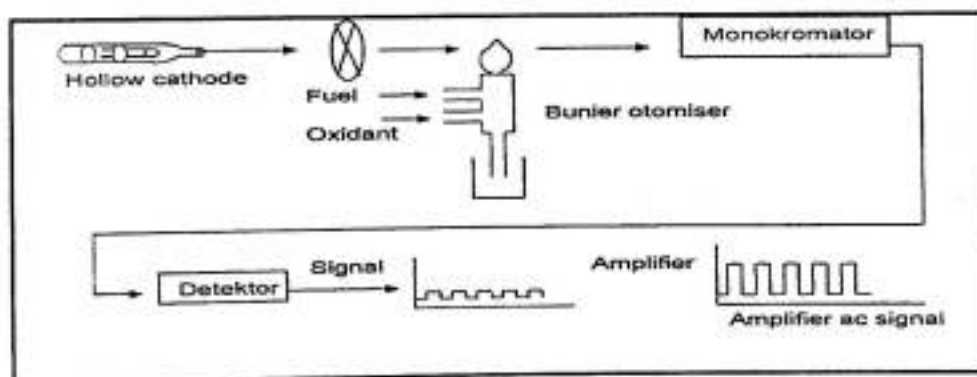 Monokromator
Hollow cathode
Fuel
Oxidant
Bunier otomiser
Signal
Detektor
Amplifier
Amplifier ac signal